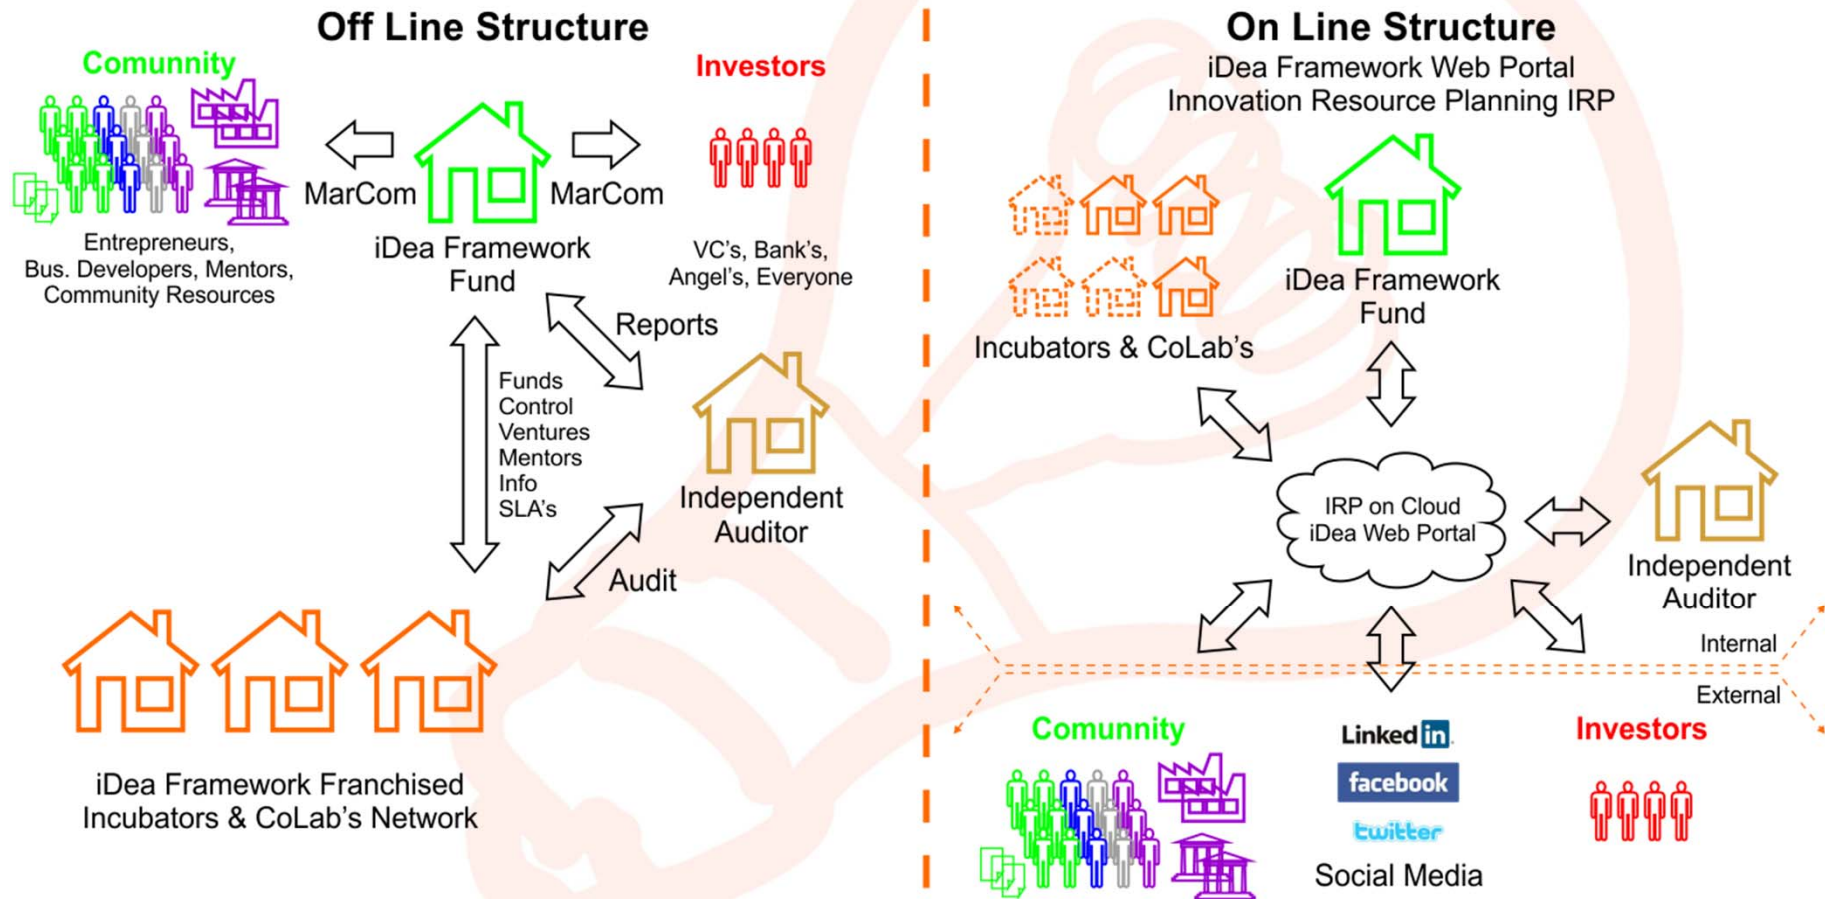 Off Line Structure
Comunnity
Investors
MarCom
MarCom
Entrepreneurs,
Bus. Developers, Mentors,
Community Resources
iDea Framework
Fund
VC's, Bank's,
Angel's, Everyone
Reports
Funds
Control
Ventures
Mentors
Info
SLA's
Independent
Auditor
Audit
iDea Framework Franchised
Incubators & CoLab's Network
On Line Structure
iDea Framework Web Portal
Innovation Resource Planning IRP
iDea Framework
Fund
Incubators & CoLab's
IRP on Cloud
iDea Web Portal
Independent
Auditor
Internal
External
Comunnity
Linked in
facebook
twitter
Social Media
Investors